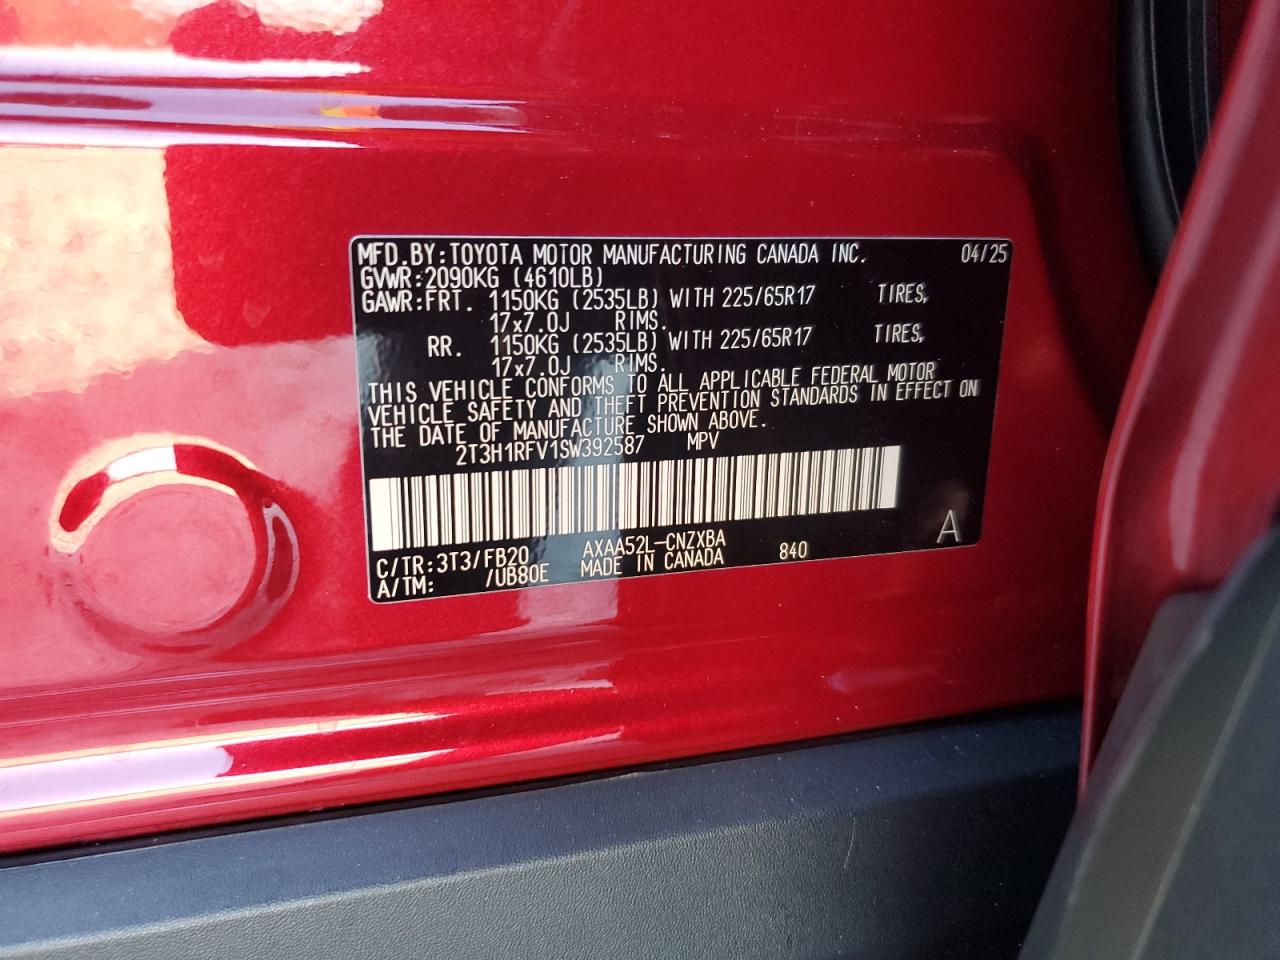 MFD.BY:TOYOTA MOTOR MANUFACTURING CANADA INC. 04/25
GVWR:2090KG (4610LB)
GAWR:FRT. 1150KG (2535LB) WITH 225/65R17 TIRES,
17x7.0J RIMS.
RR. 1150KG (2535LB) WITH 225/65R17 TIRES,
17x7.0J RIMS.
THIS VEHICLE CONFORMS TO ALL APPLICABLE FEDERAL MOTOR
VEHICLE SAFETY AND THEFT PREVENTION STANDARDS IN EFFECT ON
THE DATE OF MANUFACTURE SHOWN ABOVE.
2T3H1RFV1SW392587 MPV
A
C/TR:3T3/FB20 AXAA52L-CNZXBA 840
A/TM: /UB80E MADE IN CANADA